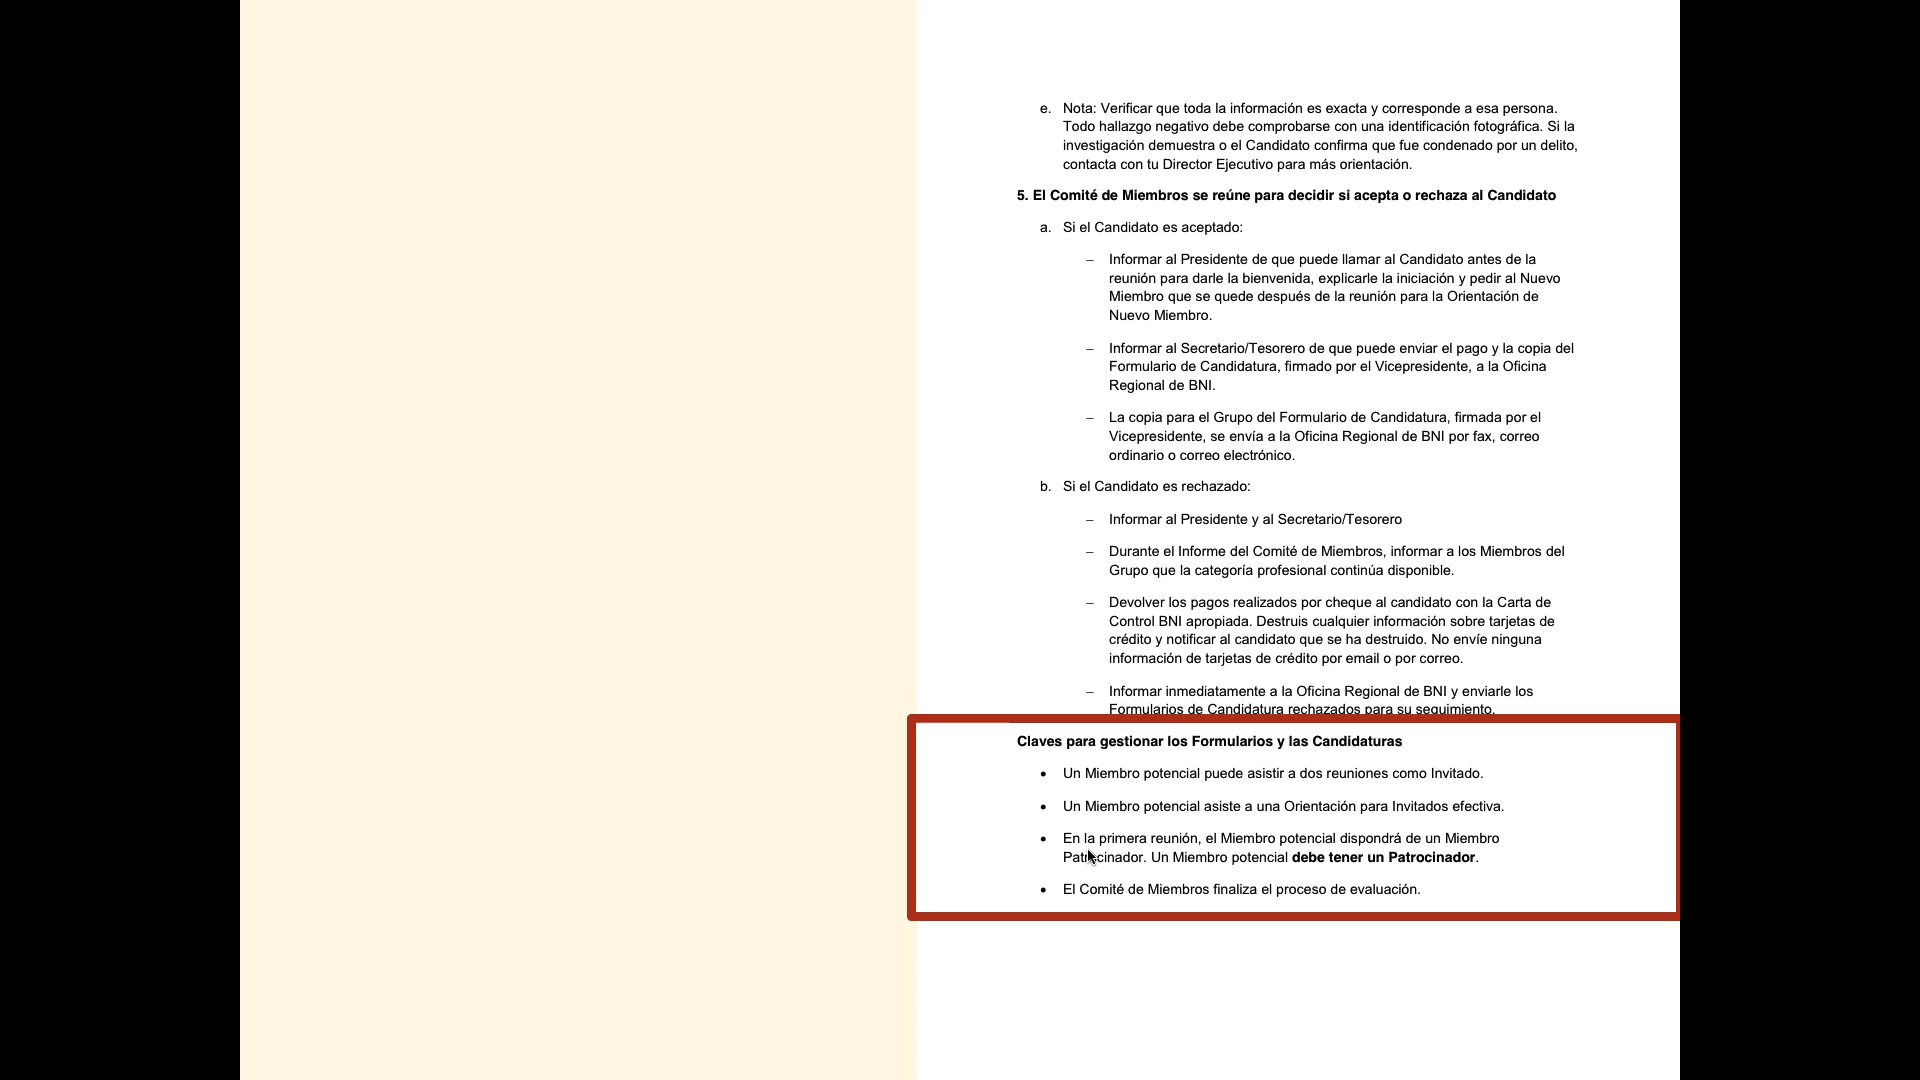 e. Nota: Verificar que toda la información es exacta y corresponde a esa persona.
Todo hallazgo negativo debe comprobarse con una identificación fotográfica. Si la
investigación demuestra o el Candidato confirma que fue condenado por un delito,
contacta con tu Director Ejecutivo para más orientación.
5. El Comité de Miembros se reúne para decidir si acepta o rechaza al Candidato
a. Si el Candidato es aceptado:
– Informar al Presidente de que puede llamar al Candidato antes de la
reunión para darle la bienvenida, explicarle la iniciación y pedir al Nuevo
Miembro que se quede después de la reunión para la Orientación de
Nuevo Miembro.
– Informar al Secretario/Tesorero de que puede enviar el pago y la copia del
Formulario de Candidatura, firmado por el Vicepresidente, a la Oficina
Regional de BNI.
– La copia para el Grupo del Formulario de Candidatura, firmada por el
Vicepresidente, se envía a la Oficina Regional de BNI por fax, correo
ordinario o correo electrónico.
b. Si el Candidato es rechazado:
– Informar al Presidente y al Secretario/Tesorero
– Durante el Informe del Comité de Miembros, informar a los Miembros del
Grupo que la categoría profesional continúa disponible.
– Devolver los pagos realizados por cheque al candidato con la Carta de
Control BNI apropiada. Destruis cualquier información sobre tarjetas de
crédito y notificar al candidato que se ha destruido. No envíe ninguna
información de tarjetas de crédito por email o por correo.
– Informar inmediatamente a la Oficina Regional de BNI y enviarle los
Formularios de Candidatura rechazados para su seguimiento.
Claves para gestionar los Formularios y las Candidaturas
• Un Miembro potencial puede asistir a dos reuniones como Invitado.
• Un Miembro potencial asiste a una Orientación para Invitados efectiva.
• En la primera reunión, el Miembro potencial dispondrá de un Miembro
Patrocinador. Un Miembro potencial debe tener un Patrocinador.
• El Comité de Miembros finaliza el proceso de evaluación.